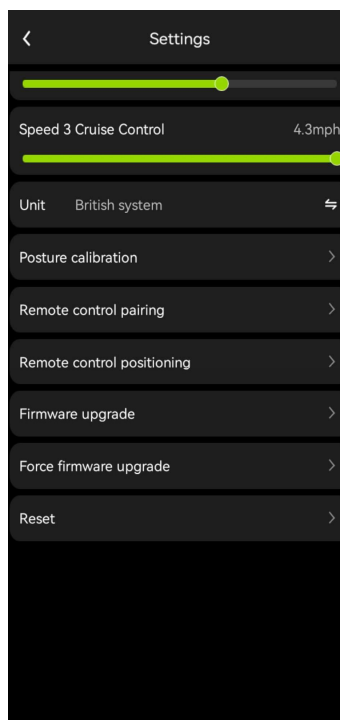 Settings
Speed 3 Cruise Control 4.3mph
Unit British system
Posture calibration
Remote control pairing
Remote control positioning
Firmware upgrade
Force firmware upgrade
Reset